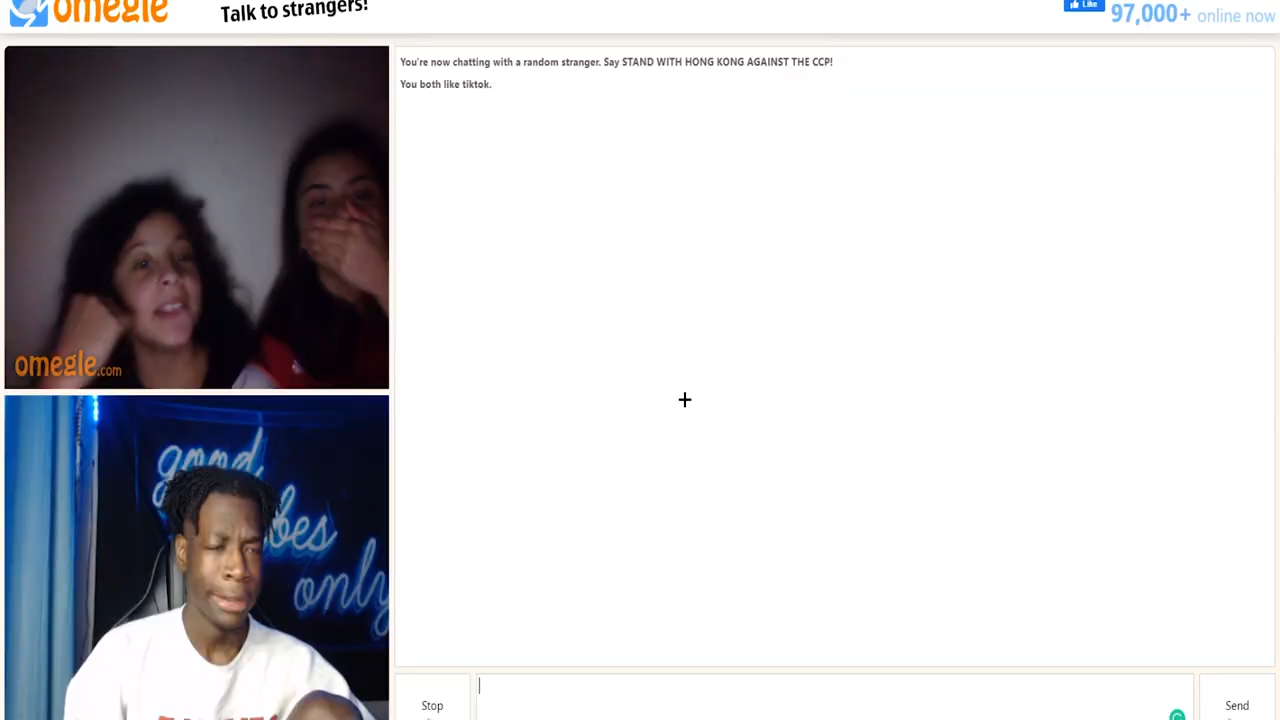 omegle
Talk to strangers!
Like
97,000+ online now
You're now chatting with a random stranger. Say STAND WITH HONG KONG AGAINST THE CCP!
You both like tiktok.
omegle.com
good
vibes
only
Stop
Send